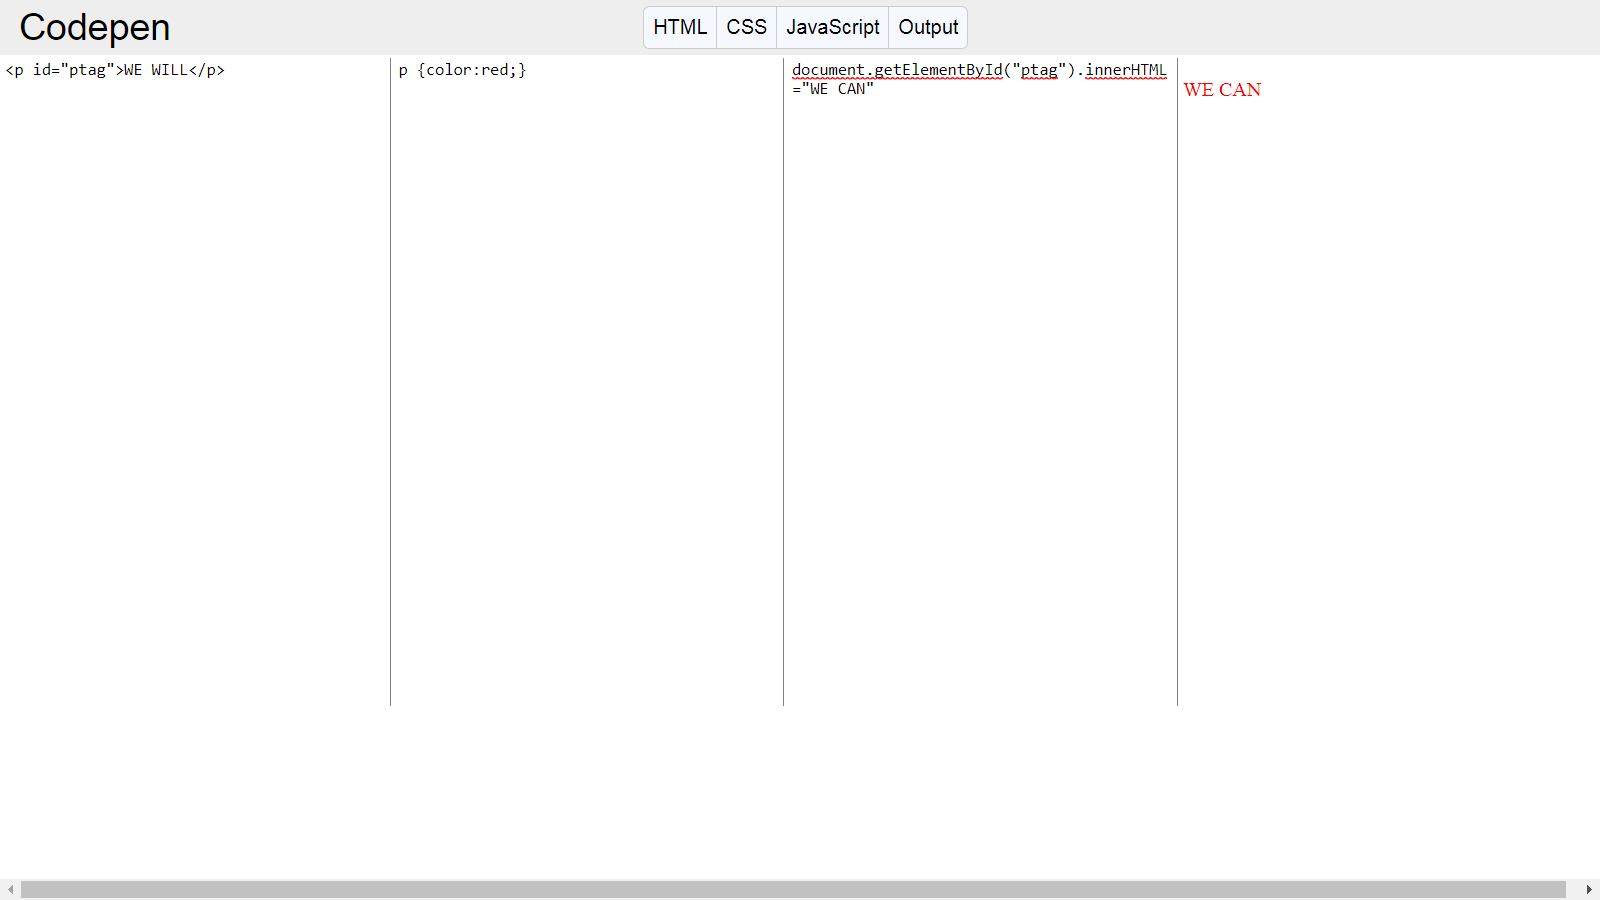 Codepen
HTML CSS JavaScript Output
<p id="ptag">WE WILL</p>
p {color:red;}
document.getElementById("ptag").innerHTML
="WE CAN"
WE CAN